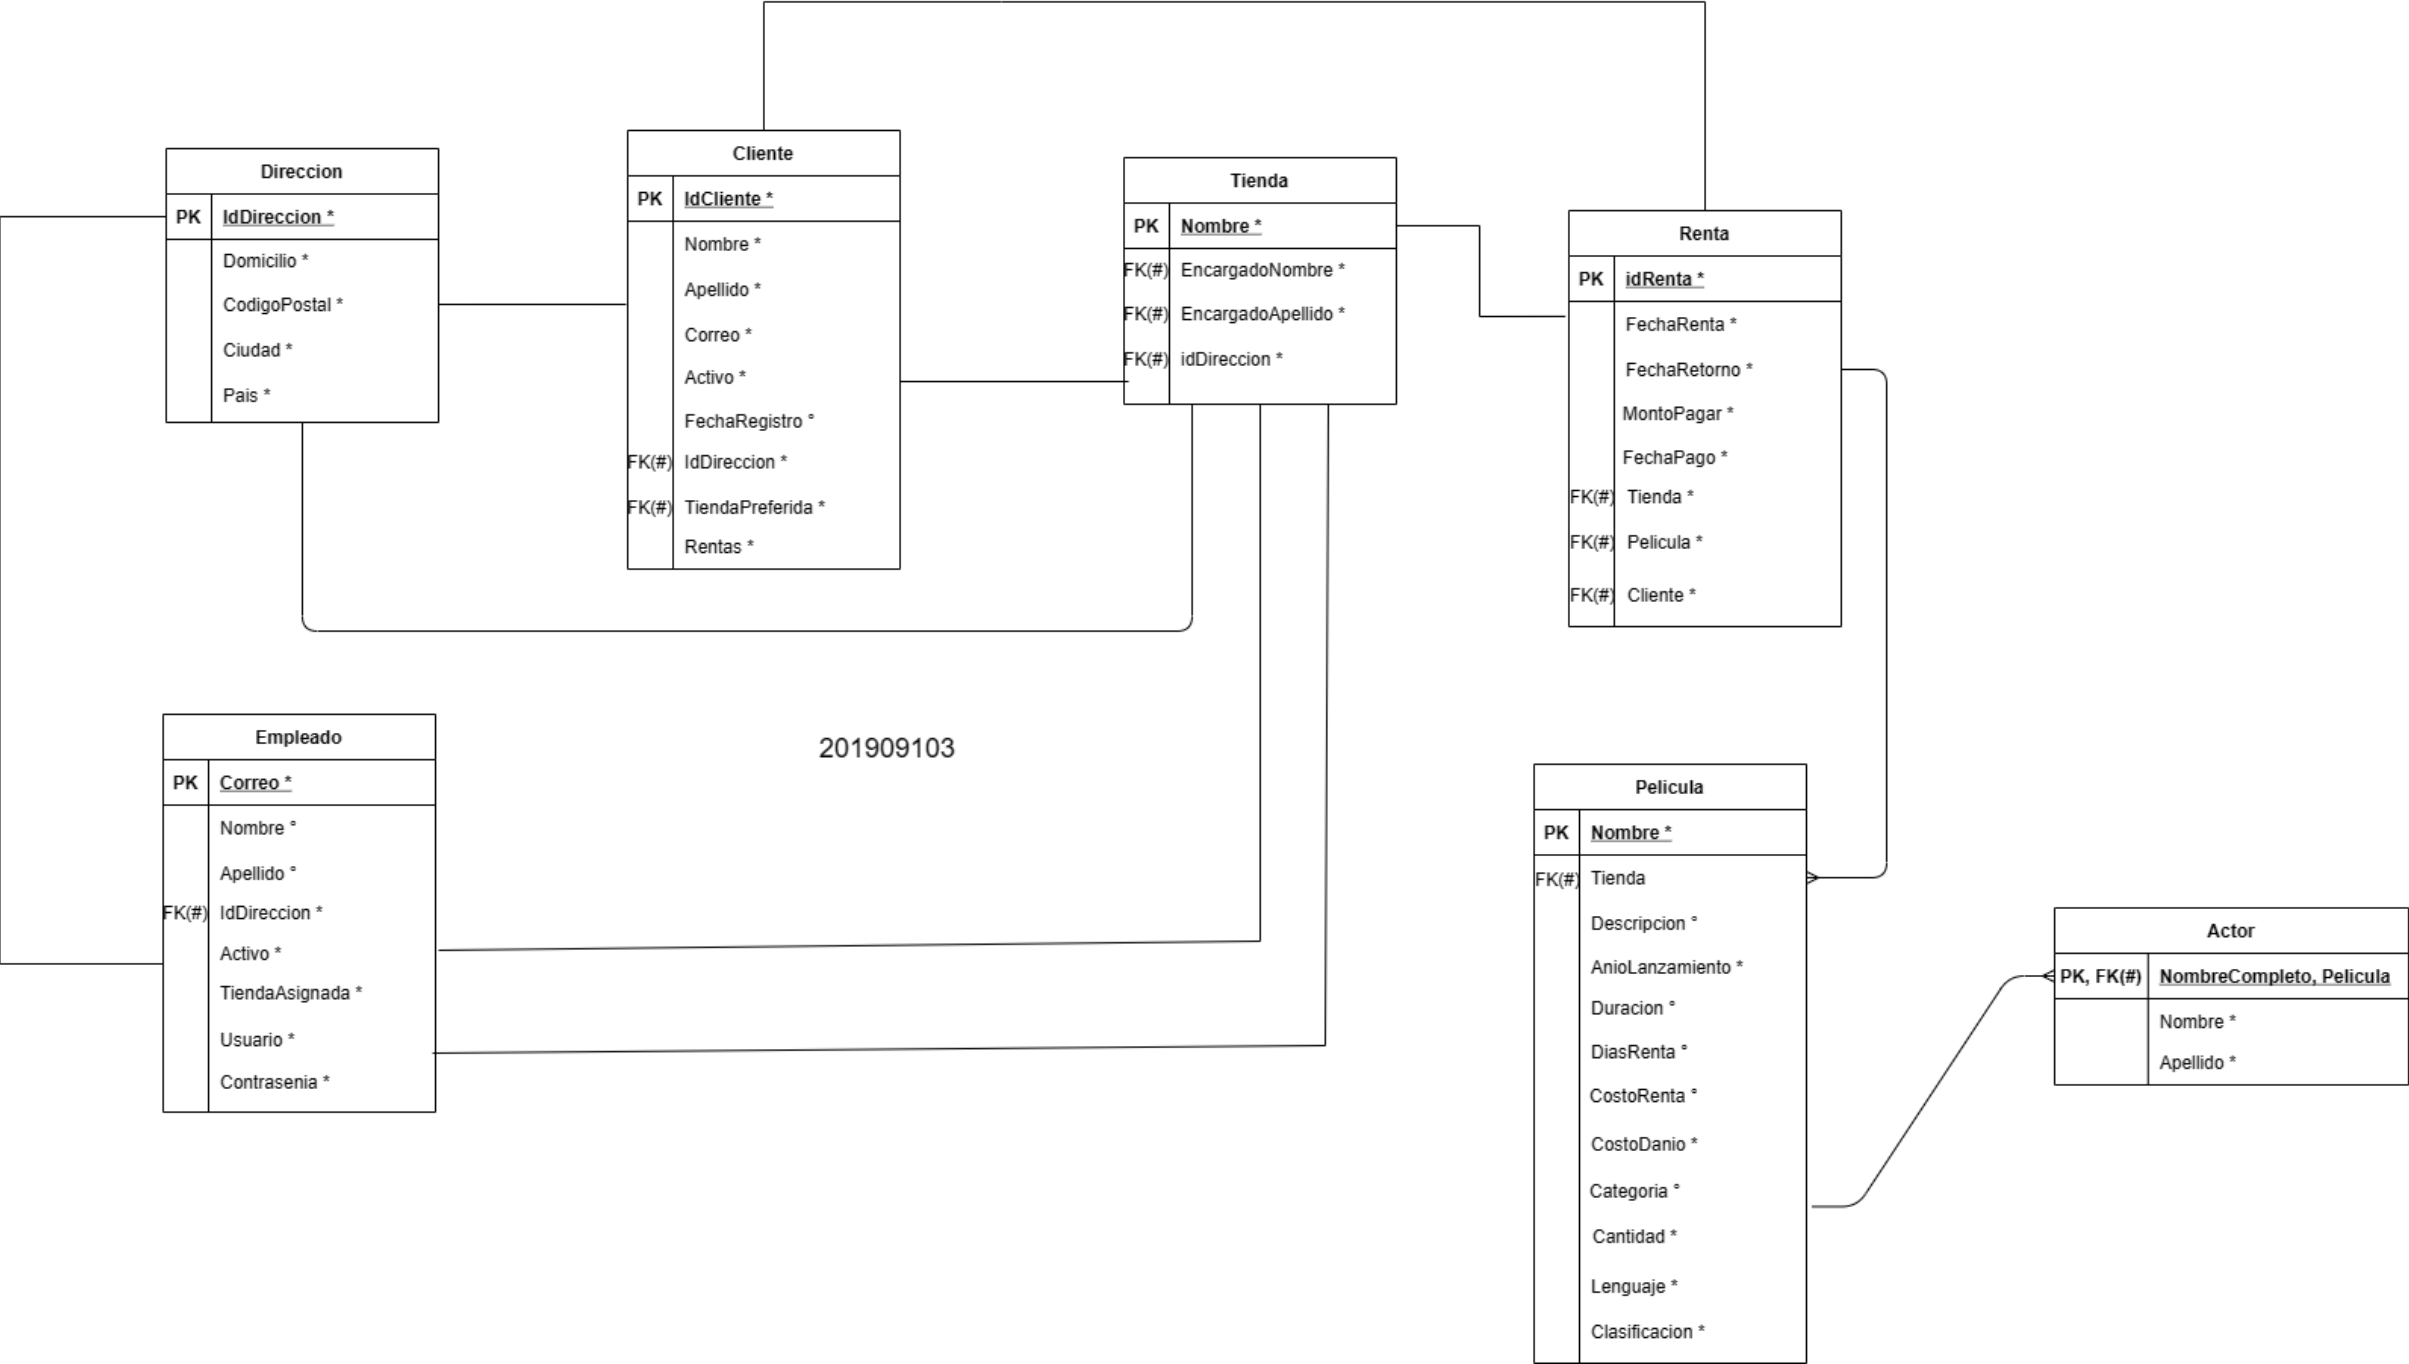 Direccion
PK IdDireccion *
Domicilio *
CodigoPostal *
Ciudad *
Pais *
Cliente
PK IdCliente *
Nombre *
Apellido *
Correo *
Activo *
FechaRegistro °
FK(#) IdDireccion *
FK(#) TiendaPreferida *
Rentas *
Tienda
PK Nombre *
FK(#) EncargadoNombre *
FK(#) EncargadoApellido *
FK(#) idDireccion *
Renta
PK idRenta *
FechaRenta *
FechaRetorno *
MontoPagar *
FechaPago *
FK(#) Tienda *
FK(#) Pelicula *
FK(#) Cliente *
Empleado
PK Correo *
Nombre °
Apellido °
FK(#) IdDireccion *
Activo *
TiendaAsignada *
Usuario *
Contrasenia *
201909103
Pelicula
PK Nombre *
FK(#) Tienda
Descripcion °
AnioLanzamiento *
Duracion °
DiasRenta °
CostoRenta °
CostoDanio *
Categoria °
Cantidad *
Lenguaje *
Clasificacion *
Actor
PK, FK(#) NombreCompleto, Pelicula
Nombre *
Apellido *